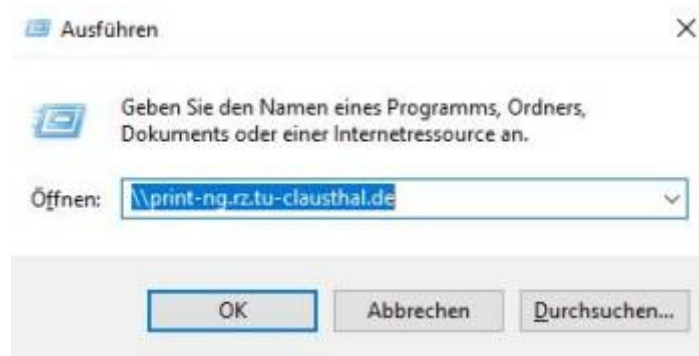 Ausführen
Geben Sie den Namen eines Programms, Ordners,
Dokuments oder einer Internetressource an.
Öffnen: \\print-ng.rz.tu-clausthal.de
OK Abbrechen Durchsuchen...